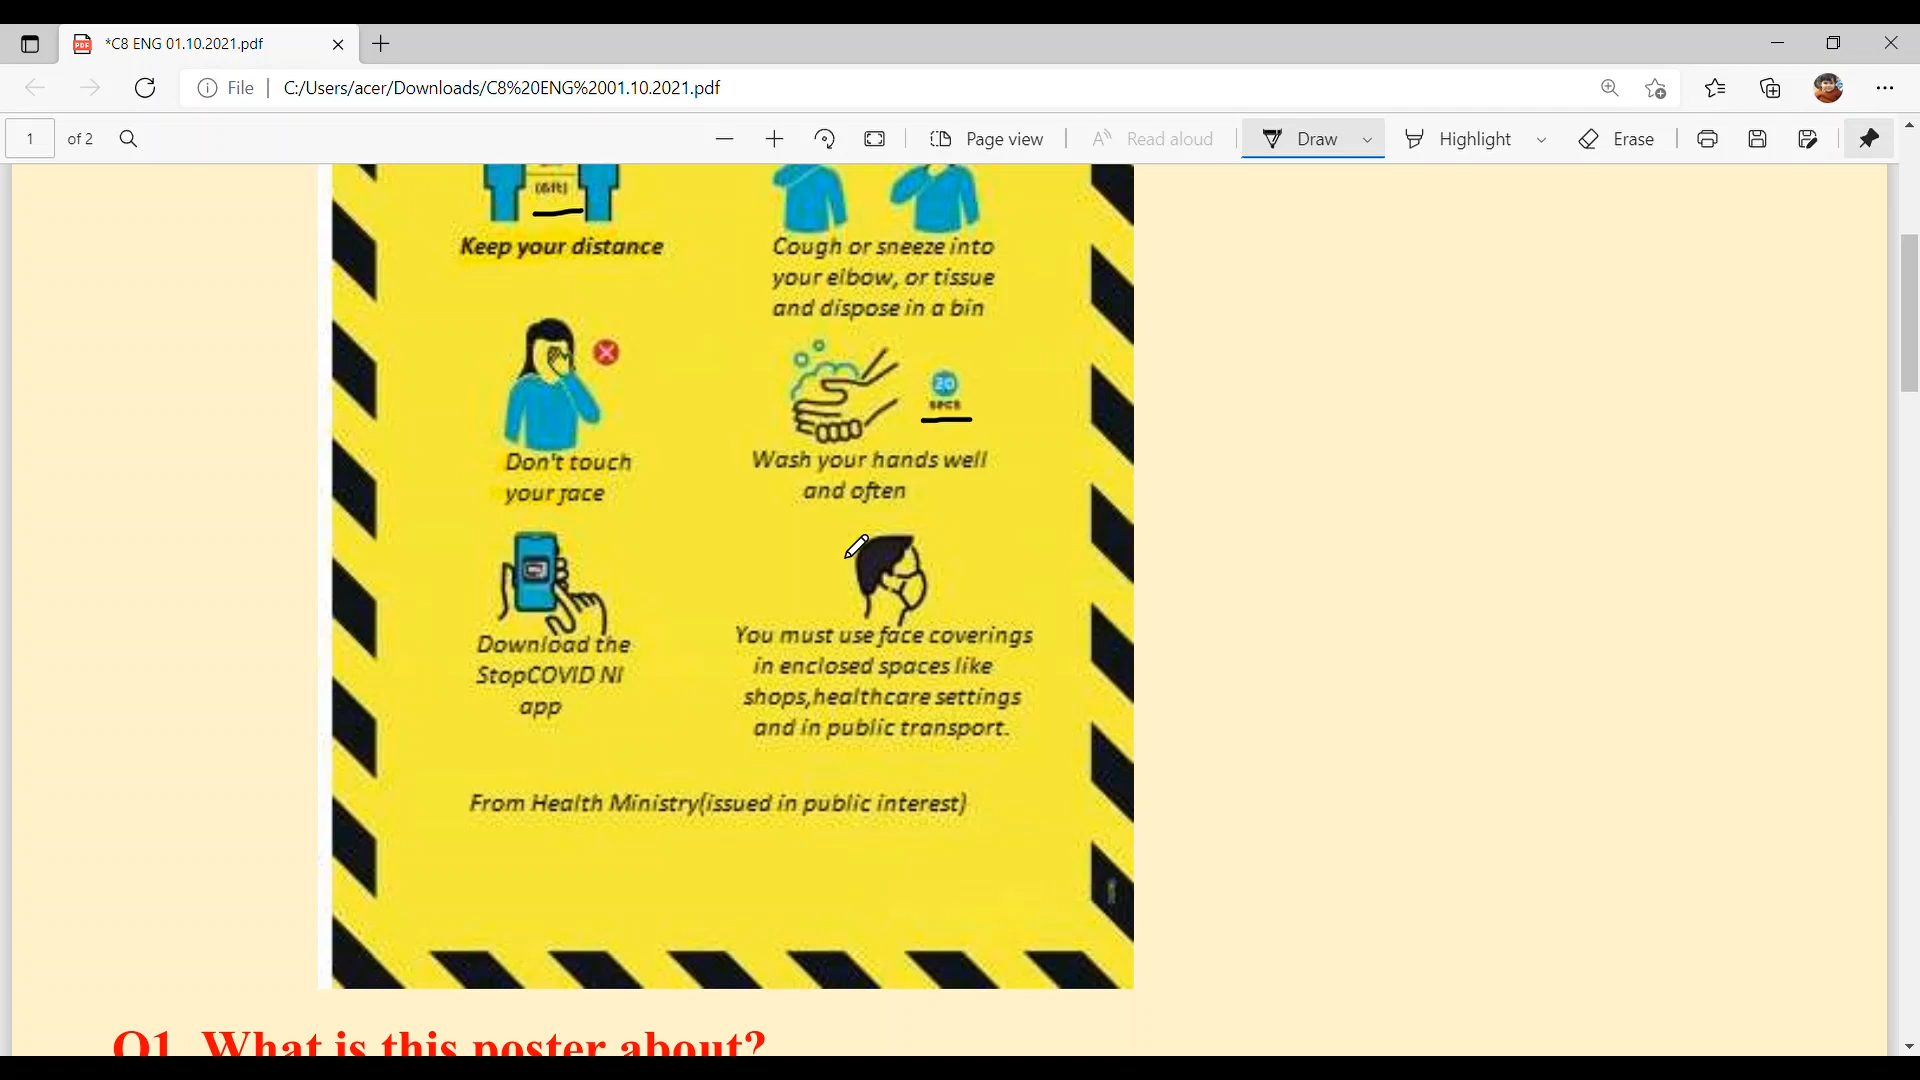 *C8 ENG 01.10.2021.pdf
File | C:/Users/acer/Downloads/C8%20ENG%2001.10.2021.pdf
1 of 2
Page view
Read aloud
Draw
Highlight
Erase
(6ft)
Keep your distance
Cough or sneeze into
your elbow, or tissue
and dispose in a bin
20
secs
Don't touch
your face
Wash your hands well
and often
Download the
StopCOVID NI
app
You must use face coverings
in enclosed spaces like
shops,healthcare settings
and in public transport.
From Health Ministry(issued in public interest)
Q1. What is this poster about?